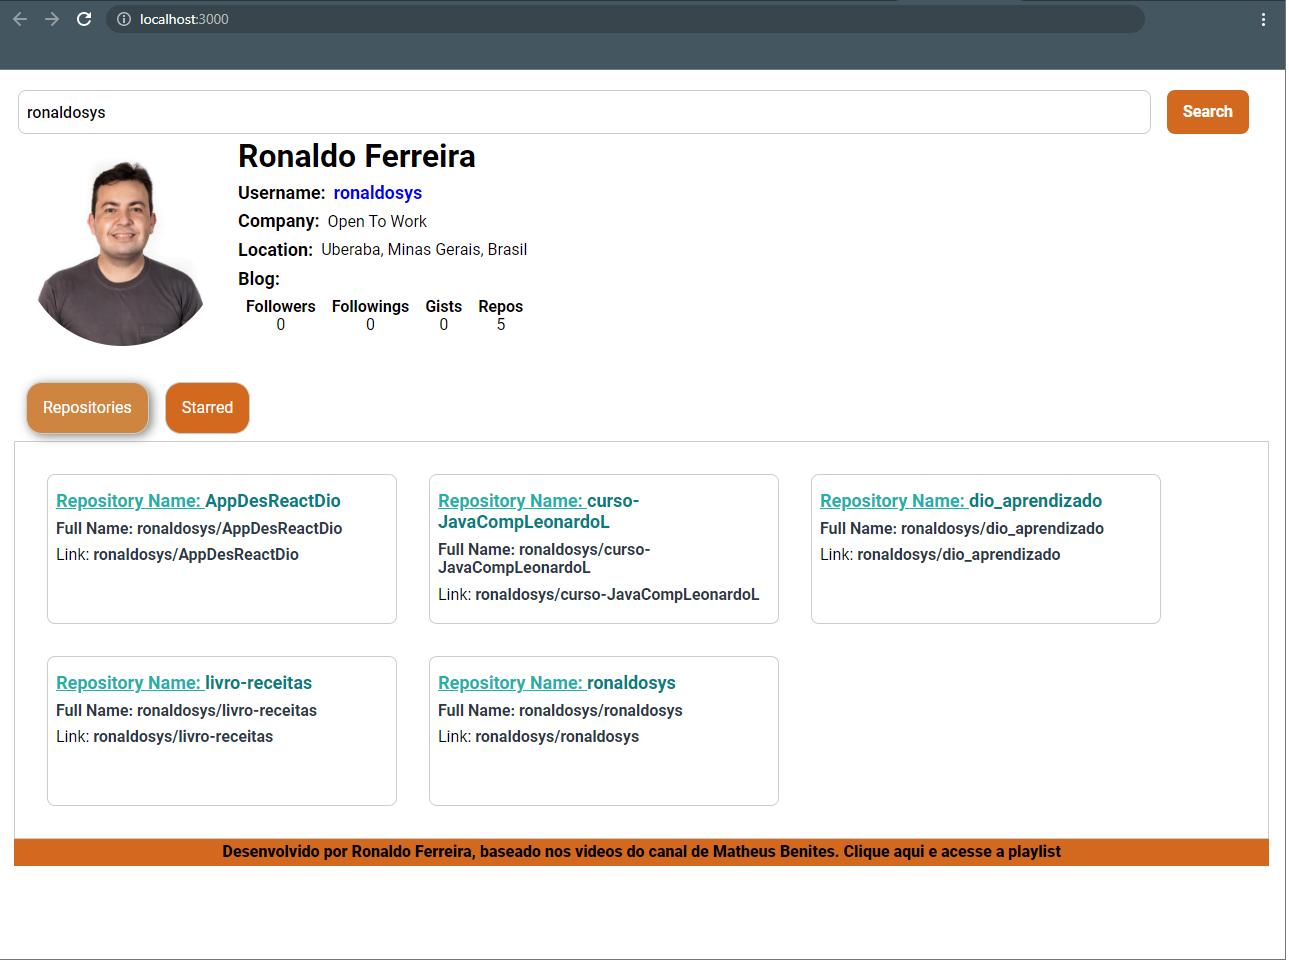 localhost:3000
ronaldosys
Search
Ronaldo Ferreira
Username: ronaldosys
Company: Open To Work
Location: Uberaba, Minas Gerais, Brasil
Blog:
Followers Followings Gists Repos
0 0 0 5
Repositories Starred
Repository Name: AppDesReactDio
Full Name: ronaldosys/AppDesReactDio
Link: ronaldosys/AppDesReactDio
Repository Name: curso-
JavaCompLeonardoL
Full Name: ronaldosys/curso-
JavaCompLeonardoL
Link: ronaldosys/curso-JavaCompLeonardoL
Repository Name: dio_aprendizado
Full Name: ronaldosys/dio_aprendizado
Link: ronaldosys/dio_aprendizado
Repository Name: livro-receitas
Full Name: ronaldosys/livro-receitas
Link: ronaldosys/livro-receitas
Repository Name: ronaldosys
Full Name: ronaldosys/ronaldosys
Link: ronaldosys/ronaldosys
Desenvolvido por Ronaldo Ferreira, baseado nos videos do canal de Matheus Benites. Clique aqui e acesse a playlist